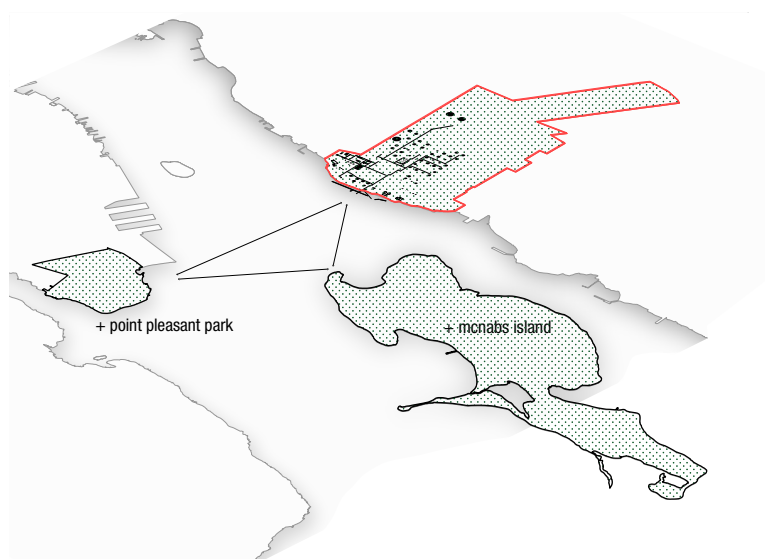 + point pleasant park
+ mcnabs island